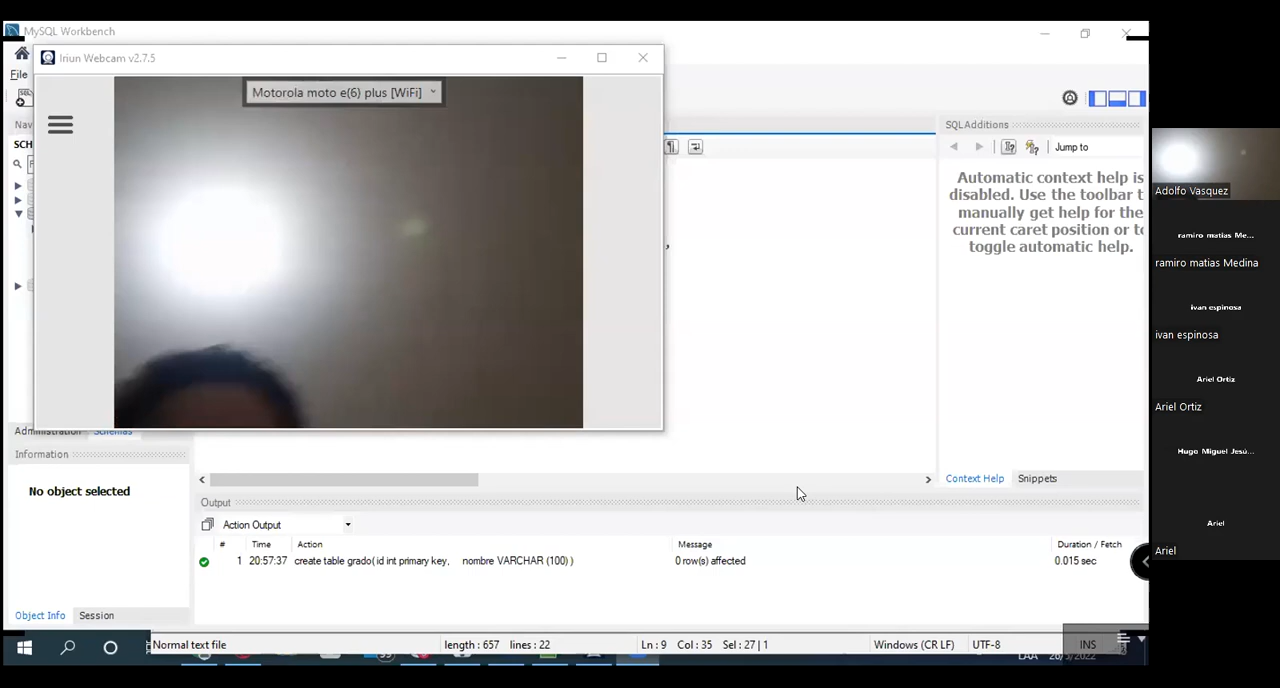 MySQL Workbench
Iriun Webcam v2.7.5
File
Motorola moto e(6) plus [WiFi]
Nav
SCH
SQLAdditions
Jump to
Automatic context help is
disabled. Use the toolbar t
manually get help for the
current caret position or to
toggle automatic help.
Adolfo Vasquez
ramiro matias Me...
ramiro matias Medina
ivan espinosa
ivan espinosa
Ariel Ortiz
Ariel Ortiz
Hugo Miguel Jesú...
Ariel
Ariel
Administration
Schemas
Information
No object selected
Context Help
Snippets
Output
Action Output
# Time Action Message Duration / Fetch
1 20:57:37 create table grado( id int primary key, nombre VARCHAR (100) ) 0 row(s) affected 0.015 sec
Object Info
Session
Normal text file
length : 657 lines : 22
Ln : 9 Col : 35 Sel : 27 | 1
Windows (CR LF)
UTF-8
INS